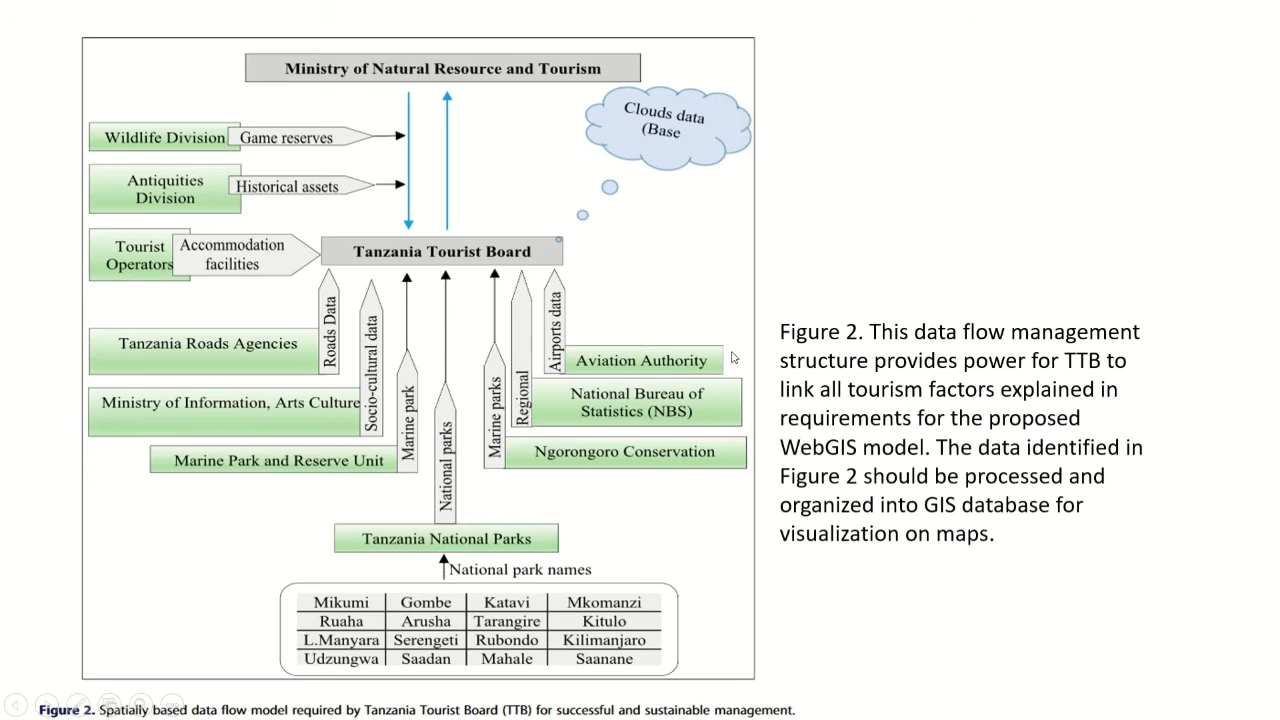 Ministry of Natural Resource and Tourism
Clouds data
(Base
Wildlife Division
Game reserves
Antiquities
Division
Historical assets
Tourist
Operators
Accommodation
facilities
Tanzania Tourist Board
Tanzania Roads Agencies
Roads Data
Ministry of Information, Arts Culture
Socio-cultural data
Marine Park and Reserve Unit
Marine park
National parks
Marine parks
Regional
Airports data
Aviation Authority
National Bureau of
Statistics (NBS)
Ngorongoro Conservation
Tanzania National Parks
National park names
Mikumi Gombe Katavi Mkomanzi
Ruaha Arusha Tarangire Kitulo
L.Manyara Serengeti Rubondo Kilimanjaro
Udzungwa Saadan Mahale Saanane
Figure 2. Spatially based data flow model required by Tanzania Tourist Board (TTB) for successful and sustainable management.
Figure 2. This data flow management
structure provides power for TTB to
link all tourism factors explained in
requirements for the proposed
WebGIS model. The data identified in
Figure 2 should be processed and
organized into GIS database for
visualization on maps.